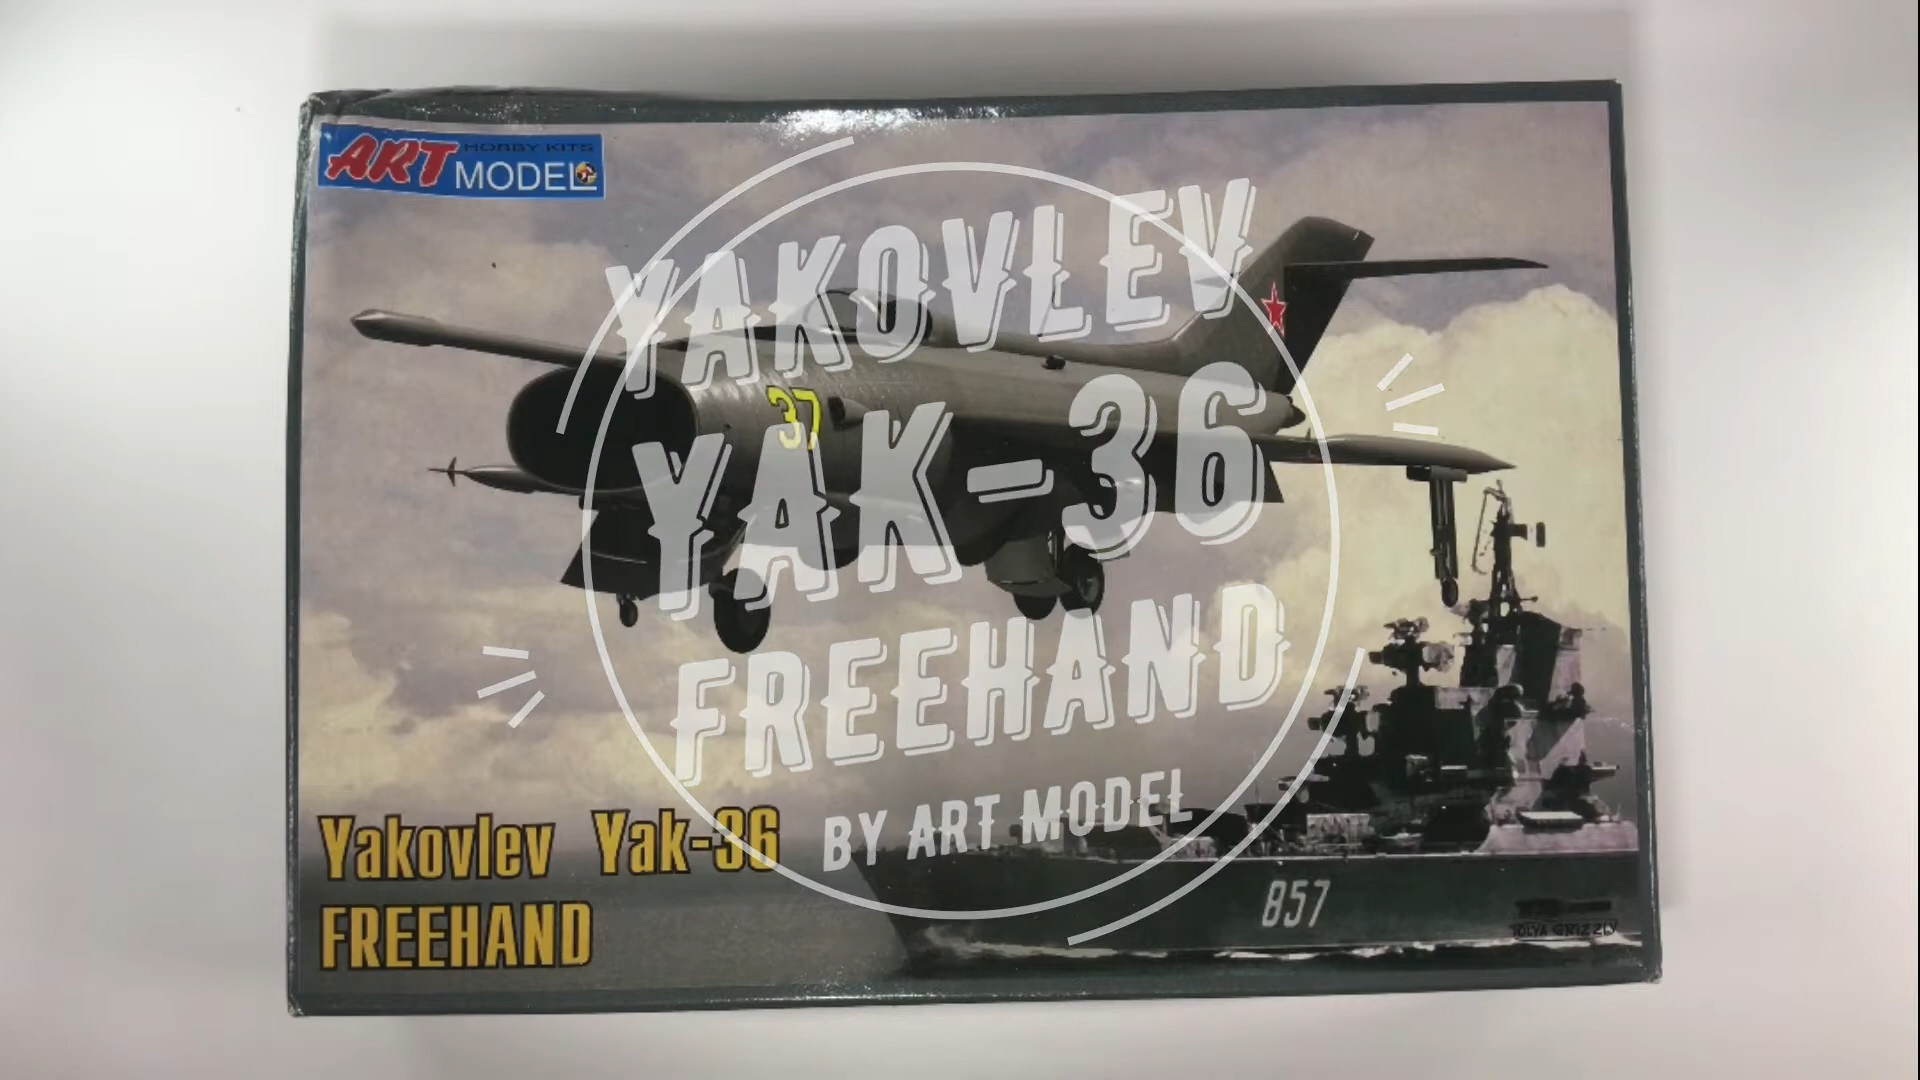 ART HOBBY KITS
MODEL
37
YAKOVLEV
YAK-36
FREEHAND
BY ART MODEL
Yakovlev Yak-36
FREEHAND
857
TOLYA GRIZZLY